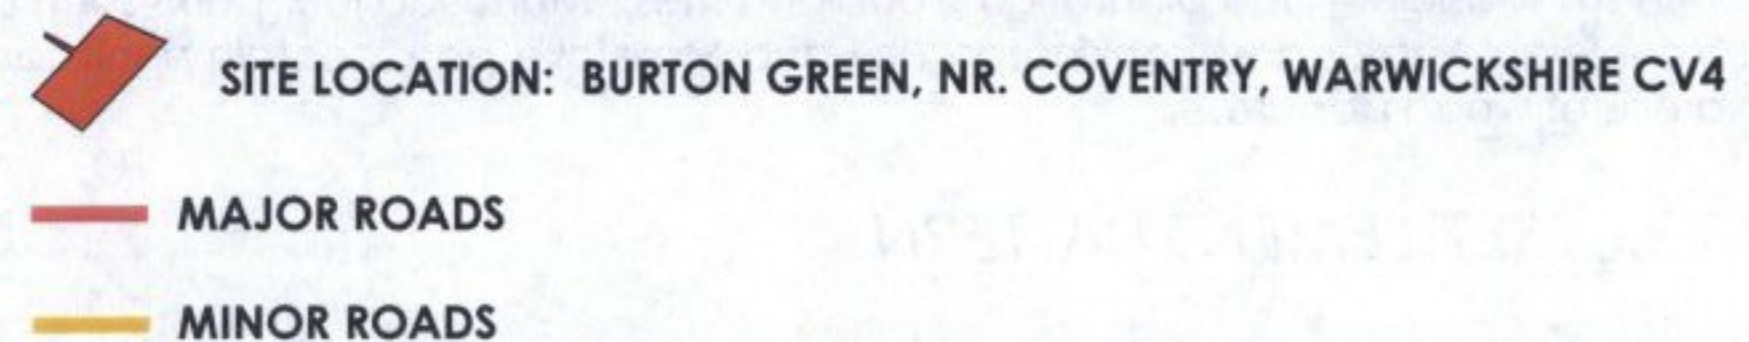 SITE LOCATION: BURTON GREEN, NR. COVENTRY, WARWICKSHIRE CV4
MAJOR ROADS
MINOR ROADS